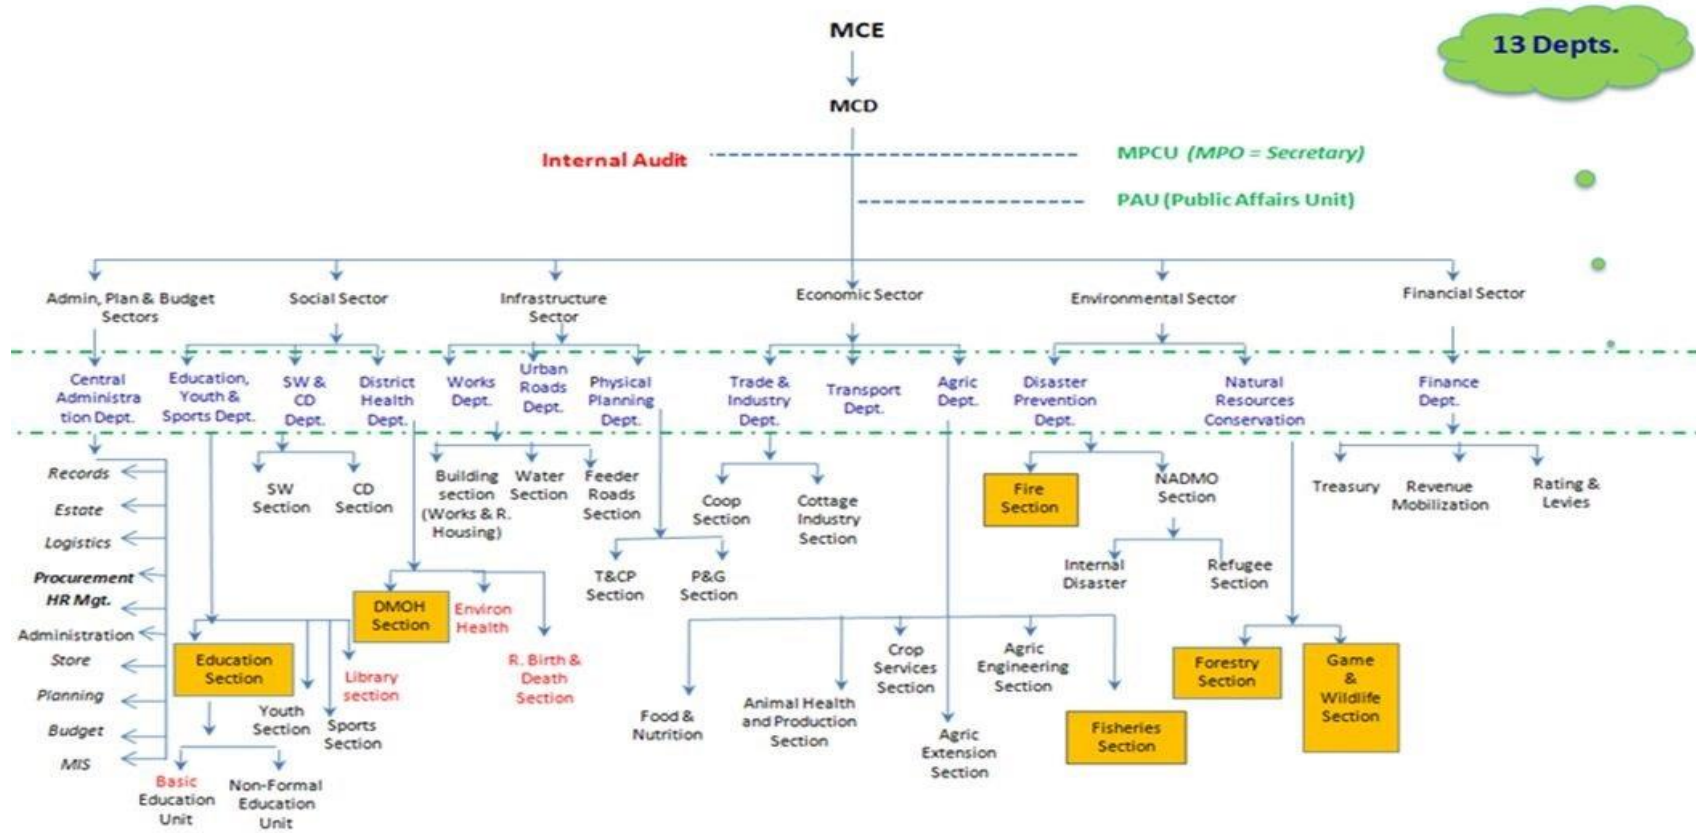 MCE
13 Depts.
MCD
Internal Audit
MPCU (MPO = Secretary)
PAU (Public Affairs Unit)
Admin, Plan & Budget
Sectors
Social Sector
Infrastructure
Sector
Economic Sector
Environmental Sector
Financial Sector
Central
Administra
tion Dept.
Education,
Youth &
Sports Dept.
SW &
CD
Dept.
District
Health
Dept.
Works
Dept.
Urban
Roads
Dept.
Physical
Planning
Dept.
Trade &
Industry
Dept.
Transport
Dept.
Agric
Dept.
Disaster
Prevention
Dept.
Natural
Resources
Conservation
Finance
Dept.
Records
Estate
Logistics
Procurement
HR Mgt.
Administration
Store
Planning
Budget
MIS
SW
Section
CD
Section
Building
section
(Works & R.
Housing)
Water
Section
Feeder
Roads
Section
Coop
Section
Cottage
Industry
Section
Fire
Section
NADMO
Section
Treasury
Revenue
Mobilization
Rating &
Levies
T&CP
Section
P&G
Section
Internal
Disaster
Refugee
Section
DMOH
Section
Environ
Health
R. Birth &
Death
Section
Education
Section
Library
section
Youth
Section
Sports
Section
Basic
Education
Unit
Non-Formal
Education
Unit
Food &
Nutrition
Animal Health
and Production
Section
Crop
Services
Section
Agric
Extension
Section
Agric
Engineering
Section
Fisheries
Section
Forestry
Section
Game
&
Wildlife
Section